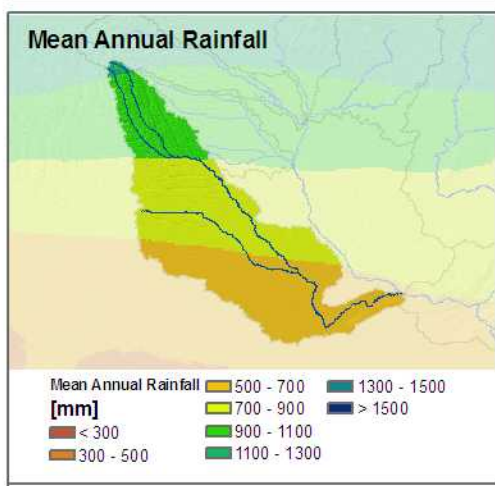 Mean Annual Rainfall
Mean Annual Rainfall
[mm]
< 300
300 - 500
500 - 700
700 - 900
900 - 1100
1100 - 1300
1300 - 1500
> 1500